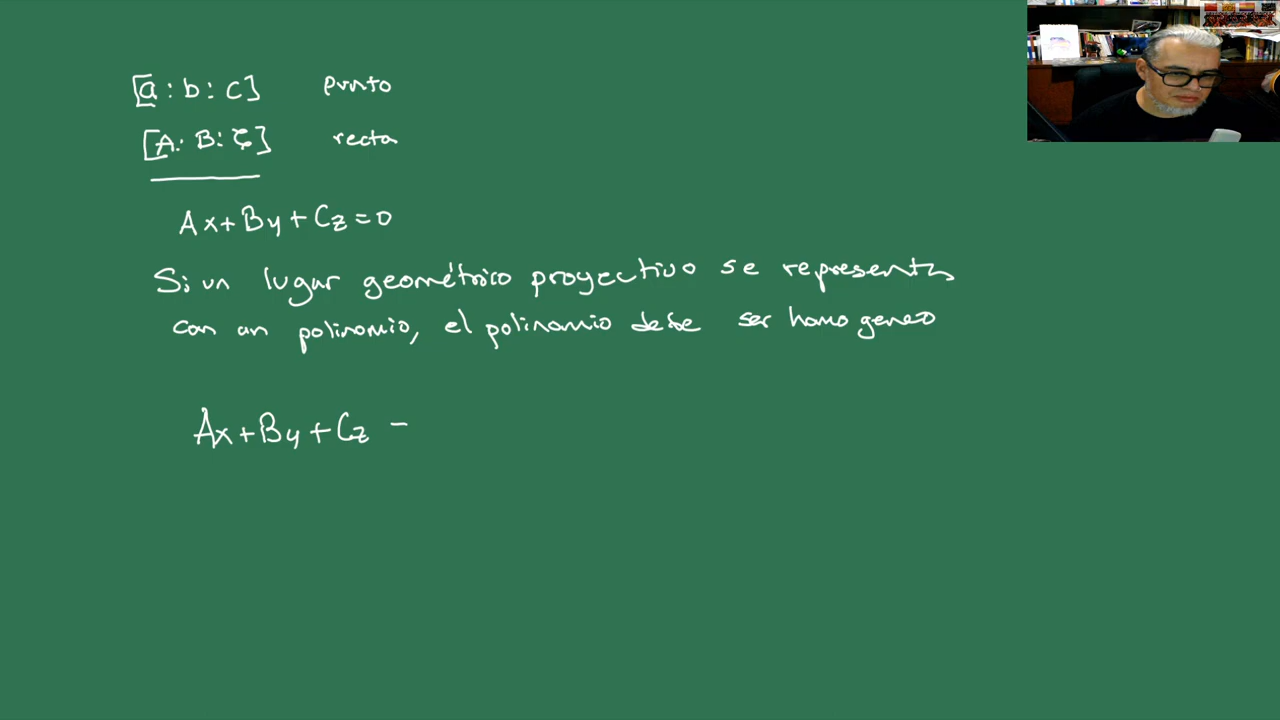 [a : b : c] punto
[A : B : C] recta
Ax + By + Cz = 0
Si un lugar geométrico proyectivo se representa
con un polinomio, el polinomio debe ser homogeneo
Ax + By + Cz =